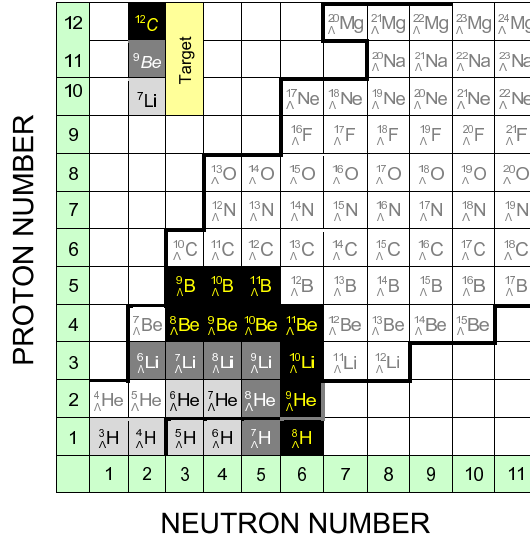 PROTON NUMBER
12 ¹²C Target ²⁰ΛMg ²¹ΛMg ²²ΛMg ²³ΛMg ²⁴ΛMg
11 ⁹Be ²⁰ΛNa ²¹ΛNa ²²ΛNa ²³ΛNa
10 ⁷Li ¹⁷ΛNe ¹⁸ΛNe ¹⁹ΛNe ²⁰ΛNe ²¹ΛNe ²²ΛNe
9 ¹⁶ΛF ¹⁷ΛF ¹⁸ΛF ¹⁹ΛF ²⁰ΛF ²¹ΛF
8 ¹³ΛO ¹⁴ΛO ¹⁵ΛO ¹⁶ΛO ¹⁷ΛO ¹⁸ΛO ¹⁹ΛO ²⁰ΛO
7 ¹²ΛN ¹³ΛN ¹⁴ΛN ¹⁵ΛN ¹⁶ΛN ¹⁷ΛN ¹⁸ΛN ¹⁹ΛN
6 ¹⁰ΛC ¹¹ΛC ¹²ΛC ¹³ΛC ¹⁴ΛC ¹⁵ΛC ¹⁶ΛC ¹⁷ΛC ¹⁸ΛC
5 ⁹ΛB ¹⁰ΛB ¹¹ΛB ¹²ΛB ¹³ΛB ¹⁴ΛB ¹⁵ΛB ¹⁶ΛB ¹⁷ΛB
4 ⁷ΛBe ⁸ΛBe ⁹ΛBe ¹⁰ΛBe ¹¹ΛBe ¹²ΛBe ¹³ΛBe ¹⁴ΛBe ¹⁵ΛBe
3 ⁶ΛLi ⁷ΛLi ⁸ΛLi ⁹ΛLi ¹⁰ΛLi ¹¹ΛLi ¹²ΛLi
2 ⁴ΛHe ⁵ΛHe ⁶ΛHe ⁷ΛHe ⁸ΛHe ⁹ΛHe
1 ³ΛH ⁴ΛH ⁵ΛH ⁶ΛH ⁷ΛH ⁸ΛH
1 2 3 4 5 6 7 8 9 10 11
NEUTRON NUMBER